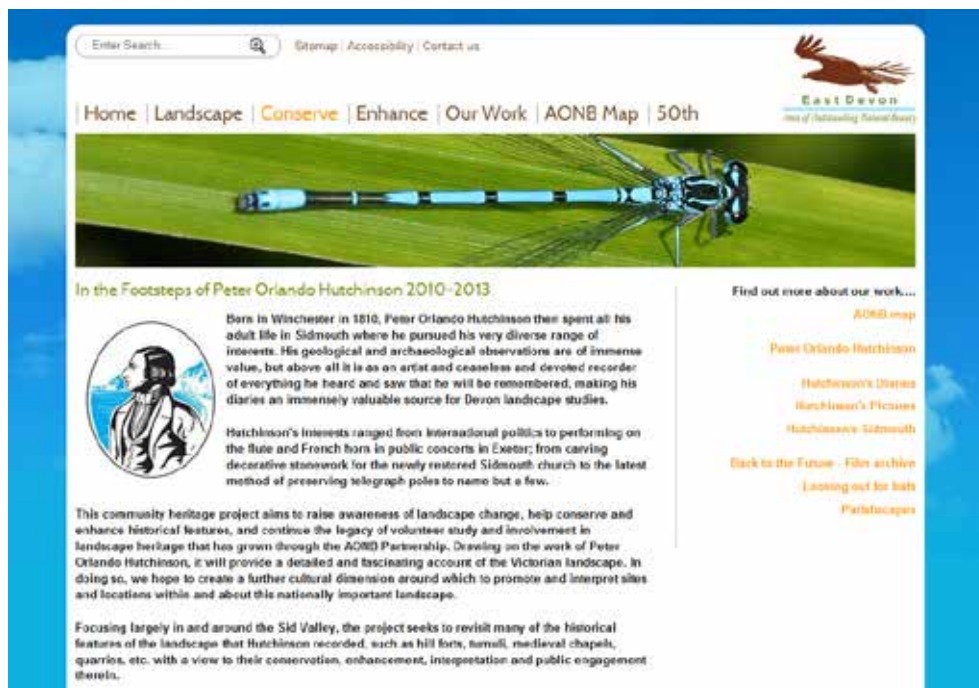 Enter Search...
Sitemap | Accessibility | Contact us
East Devon
Area of Outstanding Natural Beauty
Home | Landscape | Conserve | Enhance | Our Work | AONB Map | 50th
In the Footsteps of Peter Orlando Hutchinson 2010-2013
Born in Winchester in 1810, Peter Orlando Hutchinson then spent all his
adult life in Sidmouth where he pursued his very diverse range of
interests. His geological and archaeological observations are of immense
value, but above all it is as an artist and ceaseless and devoted recorder
of everything he heard and saw that he will be remembered, making his
diaries an immensely valuable source for Devon landscape studies.
Hutchinson's interests ranged from international politics to performing on
the flute and French horn in public concerts in Exeter; from carving
decorative stonework for the newly restored Sidmouth church to the latest
method of preserving telegraph poles to name but a few.
This community heritage project aims to raise awareness of landscape change, help conserve and
enhance historical features, and continue the legacy of volunteer study and involvement in
landscape heritage that has grown through the AONB Partnership. Drawing on the work of Peter
Orlando Hutchinson, it will provide a detailed and fascinating account of the Victorian landscape. In
doing so, we hope to create a further cultural dimension around which to promote and interpret sites
and locations within and about this nationally important landscape.
Focusing largely in and around the Sid Valley, the project seeks to revisit many of the historical
features of the landscape that Hutchinson recorded, such as hill forts, tumuli, medieval chapels,
quarries, etc. with a view to their conservation, enhancement, interpretation and public engagement
therein.
Find out more about our work....
AONB map
Peter Orlando Hutchinson
Hutchinson's Diaries
Hutchinson's Pictures
Hutchinson's Sidmouth
Back to the Future - Film archive
Looking out for bats
Parishscapes